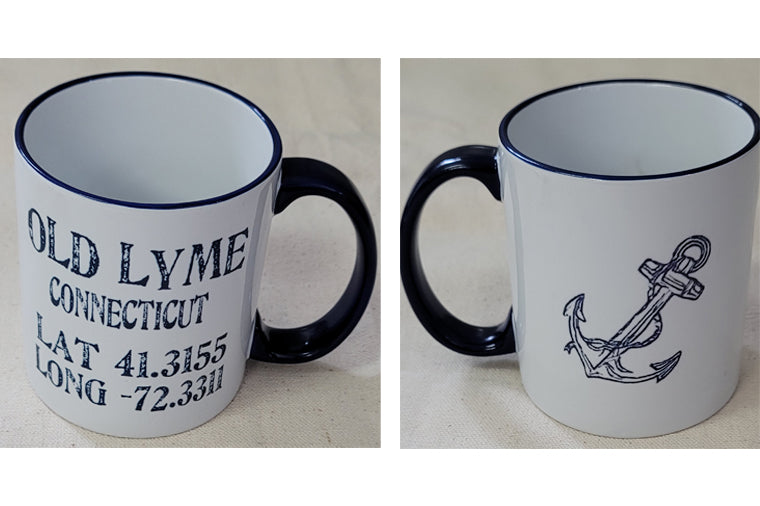 OLD LYME
CONNECTICUT
LAT 41.3155
LONG -72.3311